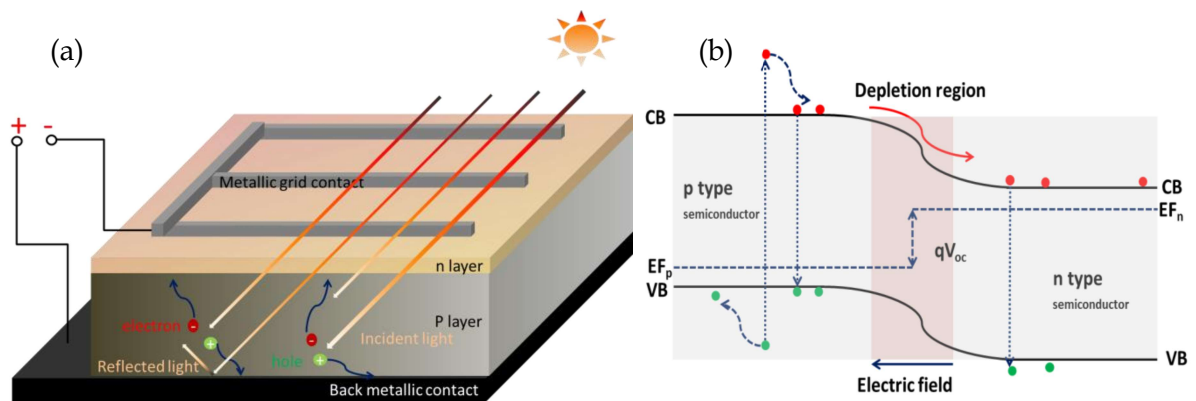 (a)
+ -
Metallic grid contact
n layer
electron
-
-
P layer
+
+
Incident light
Reflected light
hole
Back metallic contact
(b)
Depletion region
CB
p type
semiconductor
CB
EFn
qVoc
EFp
VB
n type
semiconductor
VB
Electric field